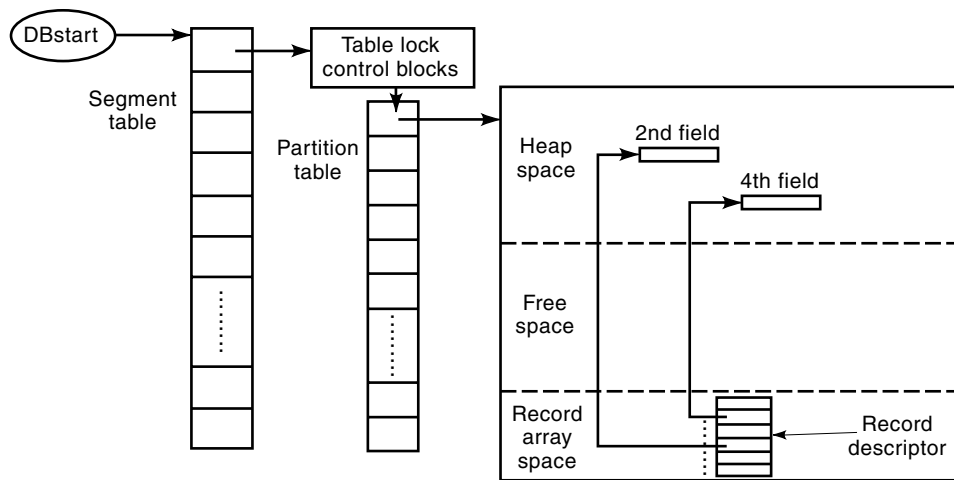 DBstart
Table lock
control blocks
Segment
table
Partition
table
Heap
space
2nd field
4th field
Free
space
Record
array
space
Record
descriptor